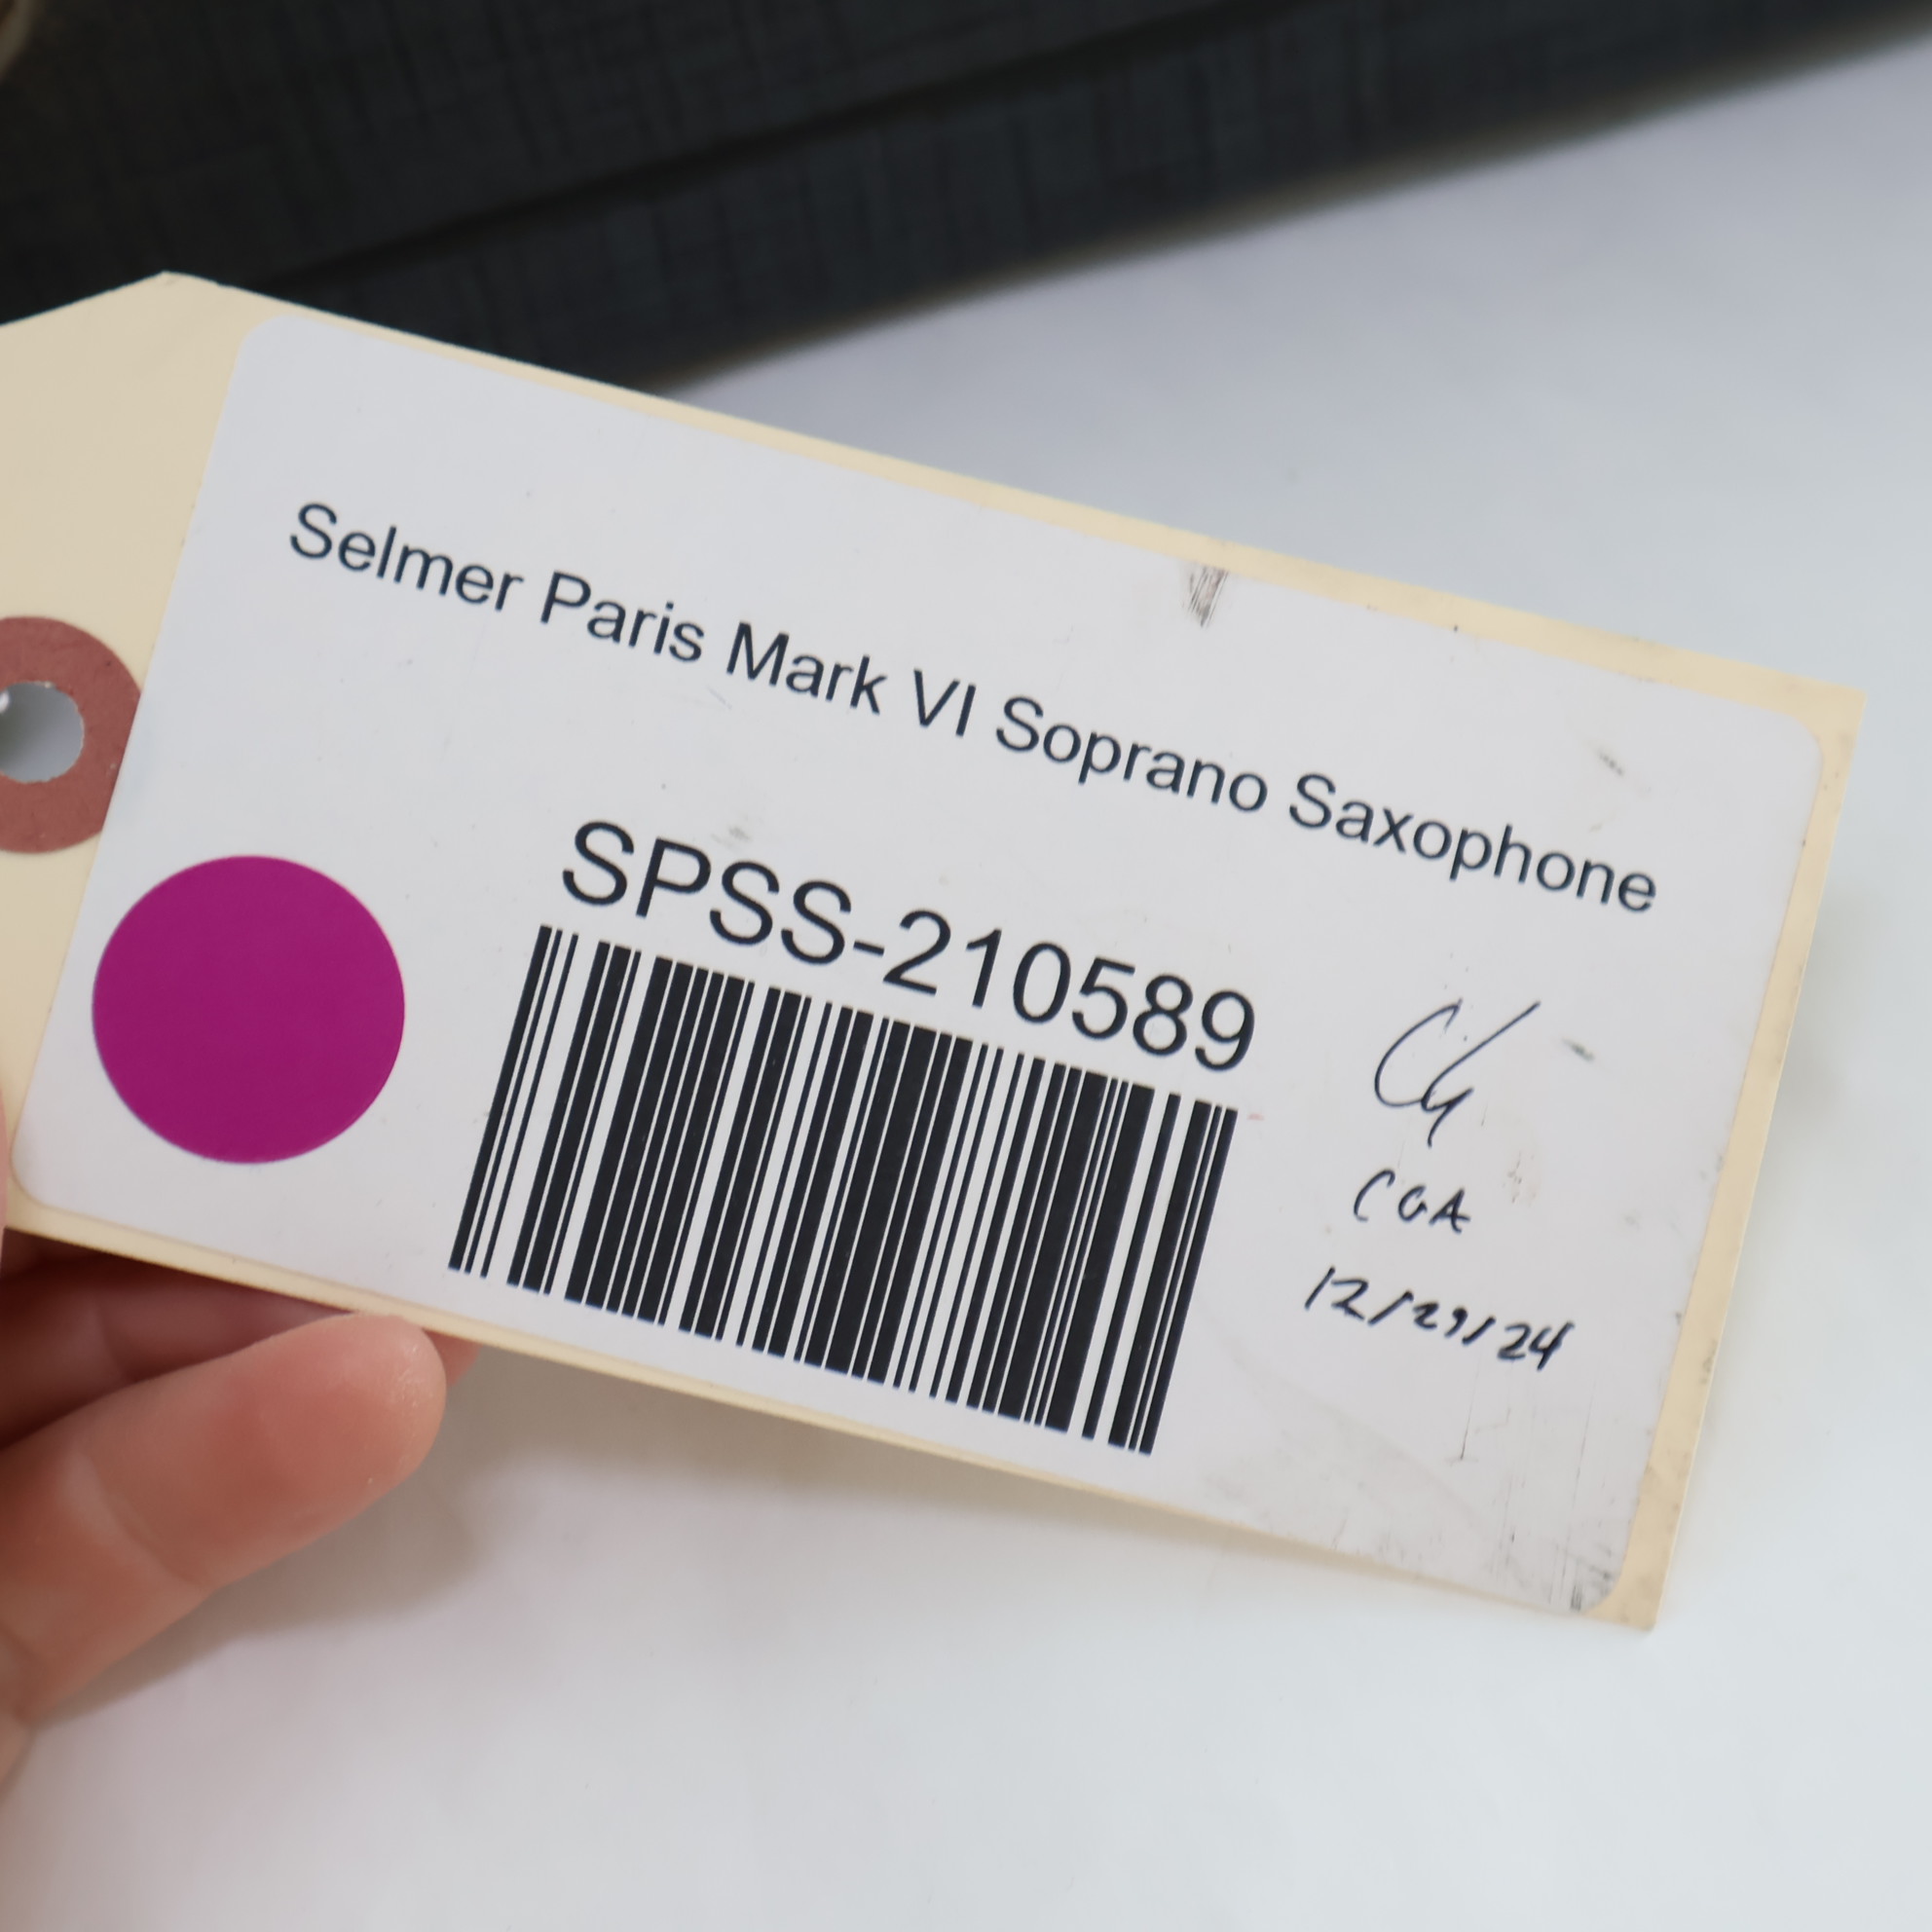 Selmer Paris Mark VI Soprano Saxophone
SPSS-210589
CGA
12/29/24